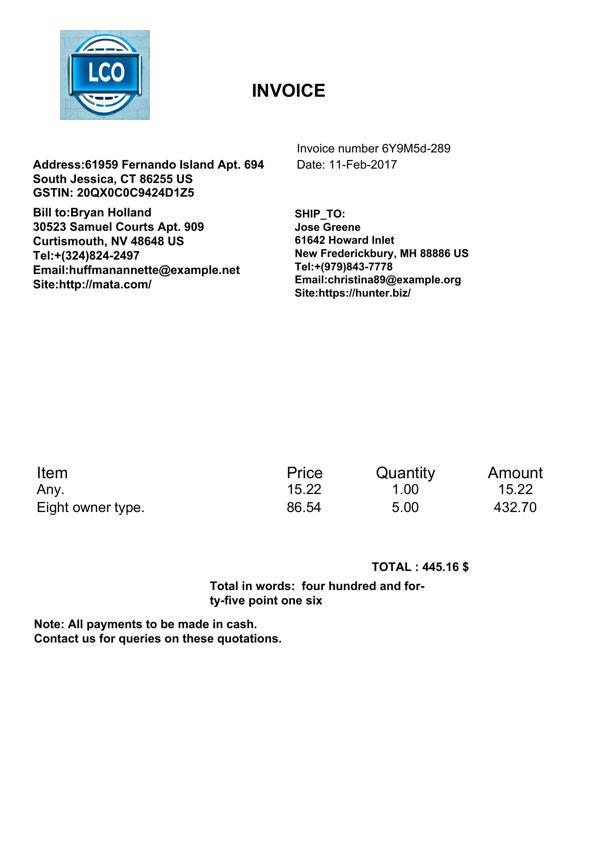 LCO
INVOICE
Invoice number 6Y9M5d-289
Date: 11-Feb-2017
Address:61959 Fernando Island Apt. 694
South Jessica, CT 86255 US
GSTIN: 20QX0C0C9424D1Z5
Bill to:Bryan Holland
30523 Samuel Courts Apt. 909
Curtismouth, NV 48648 US
Tel:+(324)824-2497
Email:huffmanannette@example.net
Site:http://mata.com/
SHIP_TO:
Jose Greene
61642 Howard Inlet
New Frederickbury, MH 88886 US
Tel:+(979)843-7778
Email:christina89@example.org
Site:https://hunter.biz/
Item Price Quantity Amount
Any. 15.22 1.00 15.22
Eight owner type. 86.54 5.00 432.70
TOTAL : 445.16 $
Total in words: four hundred and for-
ty-five point one six
Note: All payments to be made in cash.
Contact us for queries on these quotations.